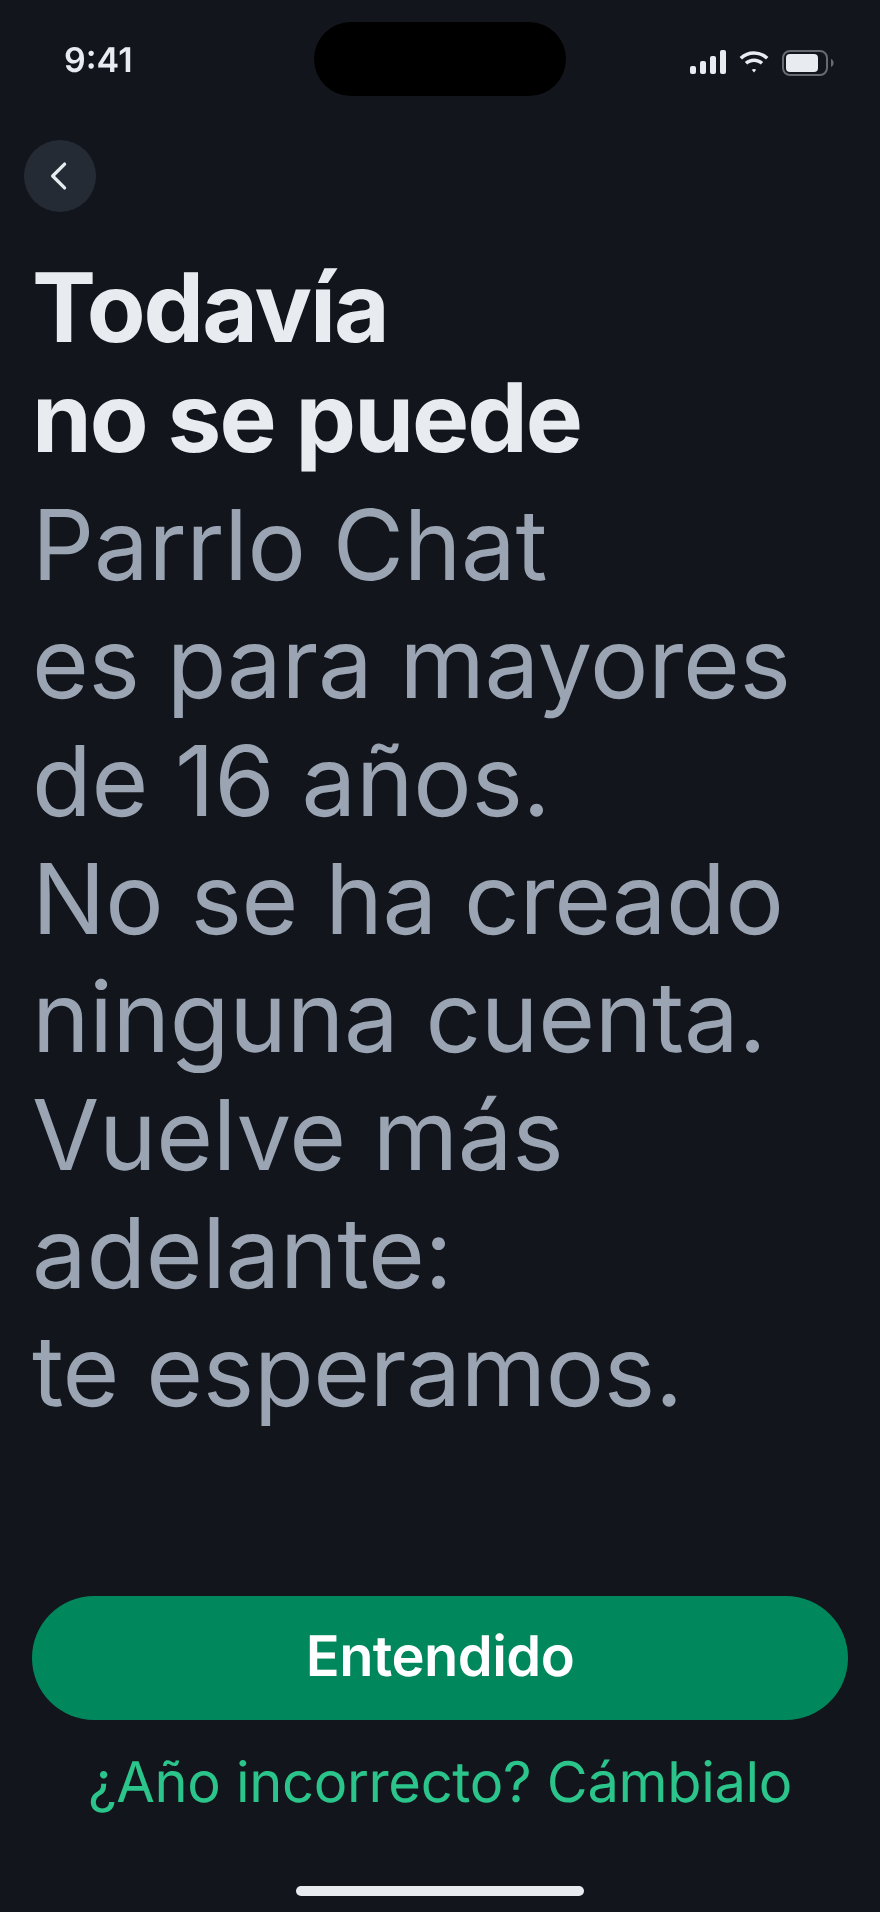 9:41
Todavía
no se puede
Parrlo Chat
es para mayores
de 16 años.
No se ha creado
ninguna cuenta.
Vuelve más
adelante:
te esperamos.
Entendido
¿Año incorrecto? Cámbialo